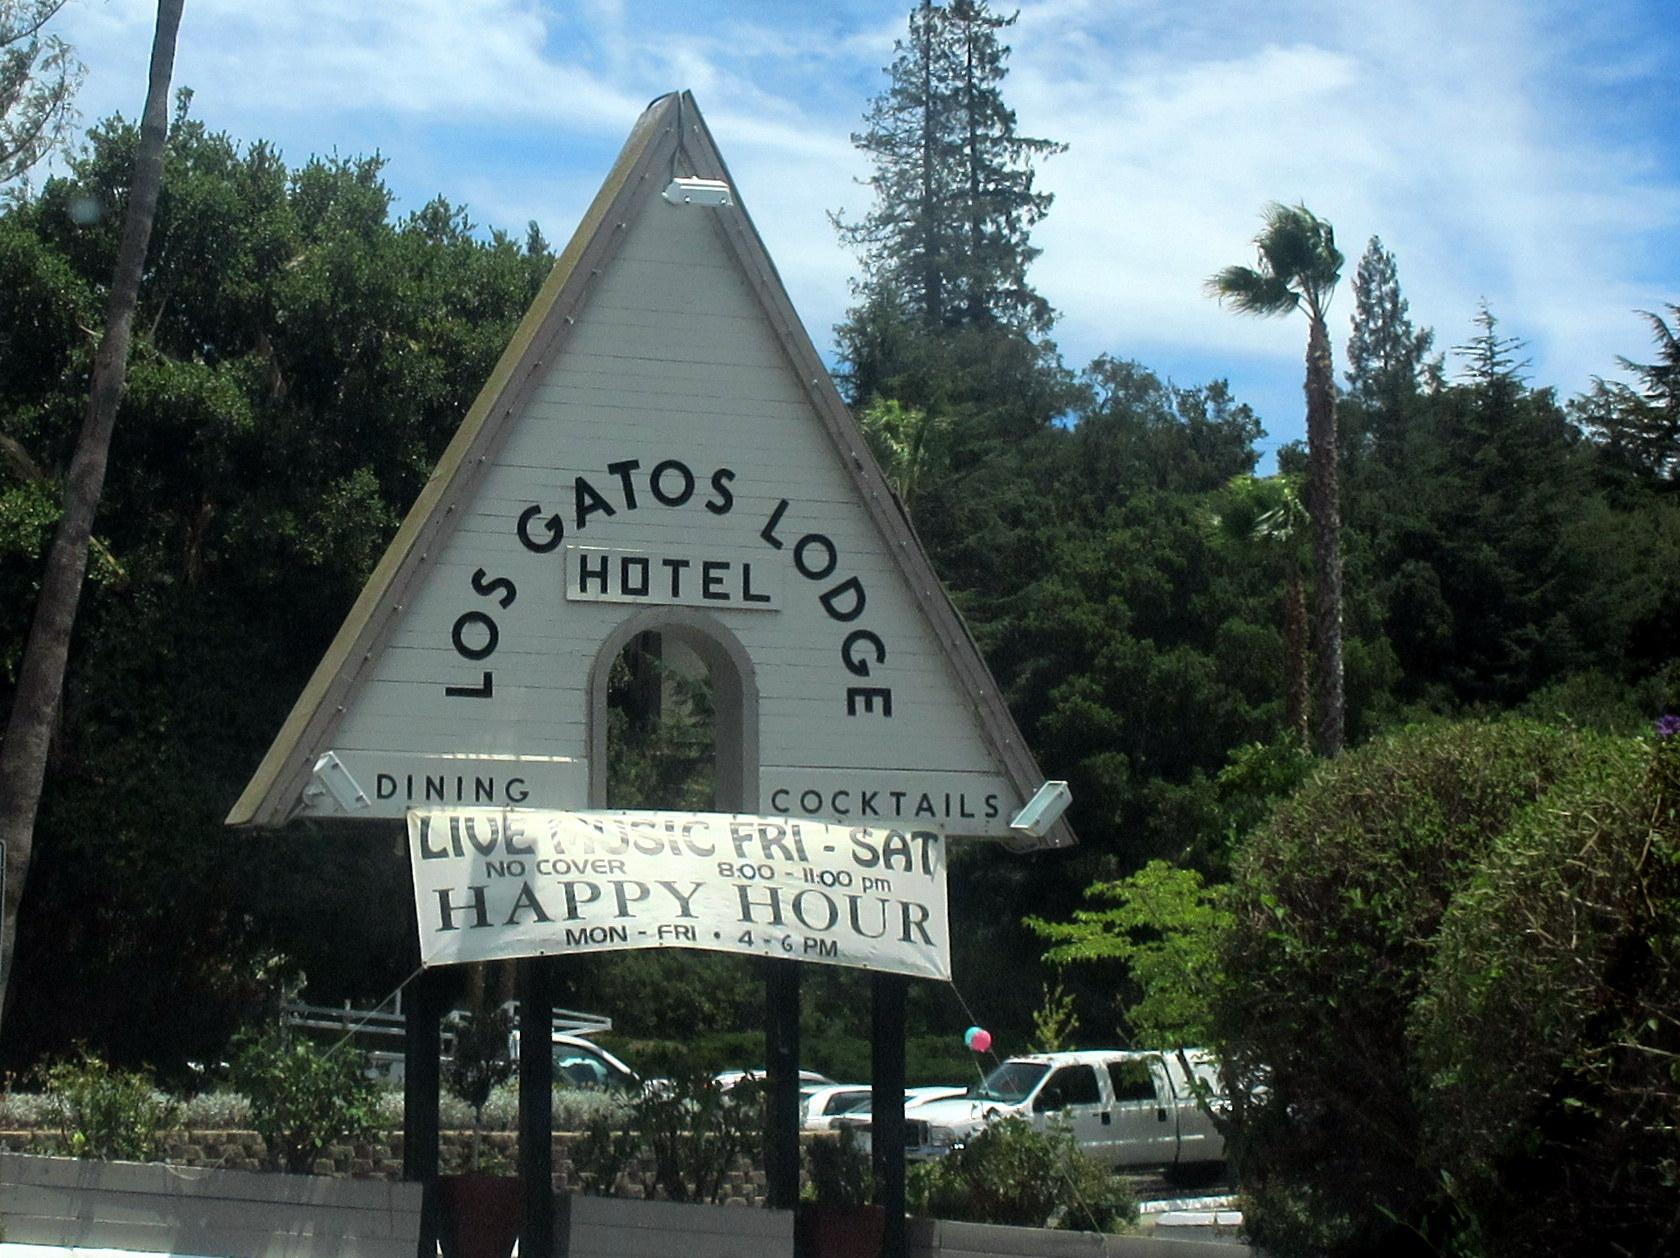 LOS GATOS LODGE
HOTEL
DINING COCKTAILS
LIVE MUSIC FRI - SAT
NO COVER 8:00 - 11:00 pm
HAPPY HOUR
MON - FRI • 4 - 6 PM